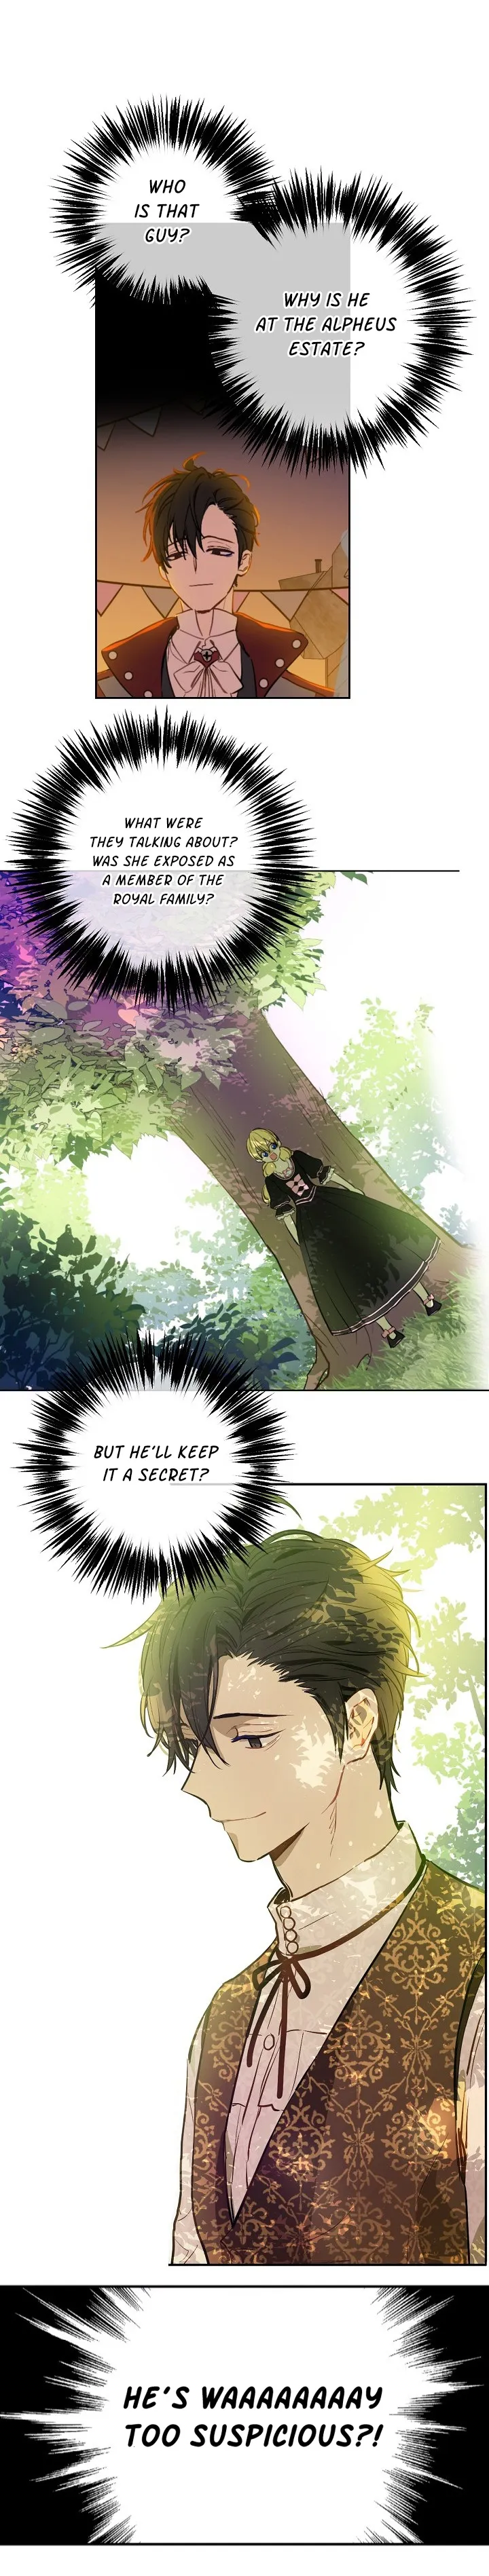 WHO
IS THAT
GUY?
WHY IS HE
AT THE ALPHEUS
ESTATE?
WHAT WERE
THEY TALKING ABOUT?
WAS SHE EXPOSED AS
A MEMBER OF THE
ROYAL FAMILY?
BUT HE'LL KEEP
IT A SECRET?
HE'S WAAAAAAAAY
TOO SUSPICIOUS?!